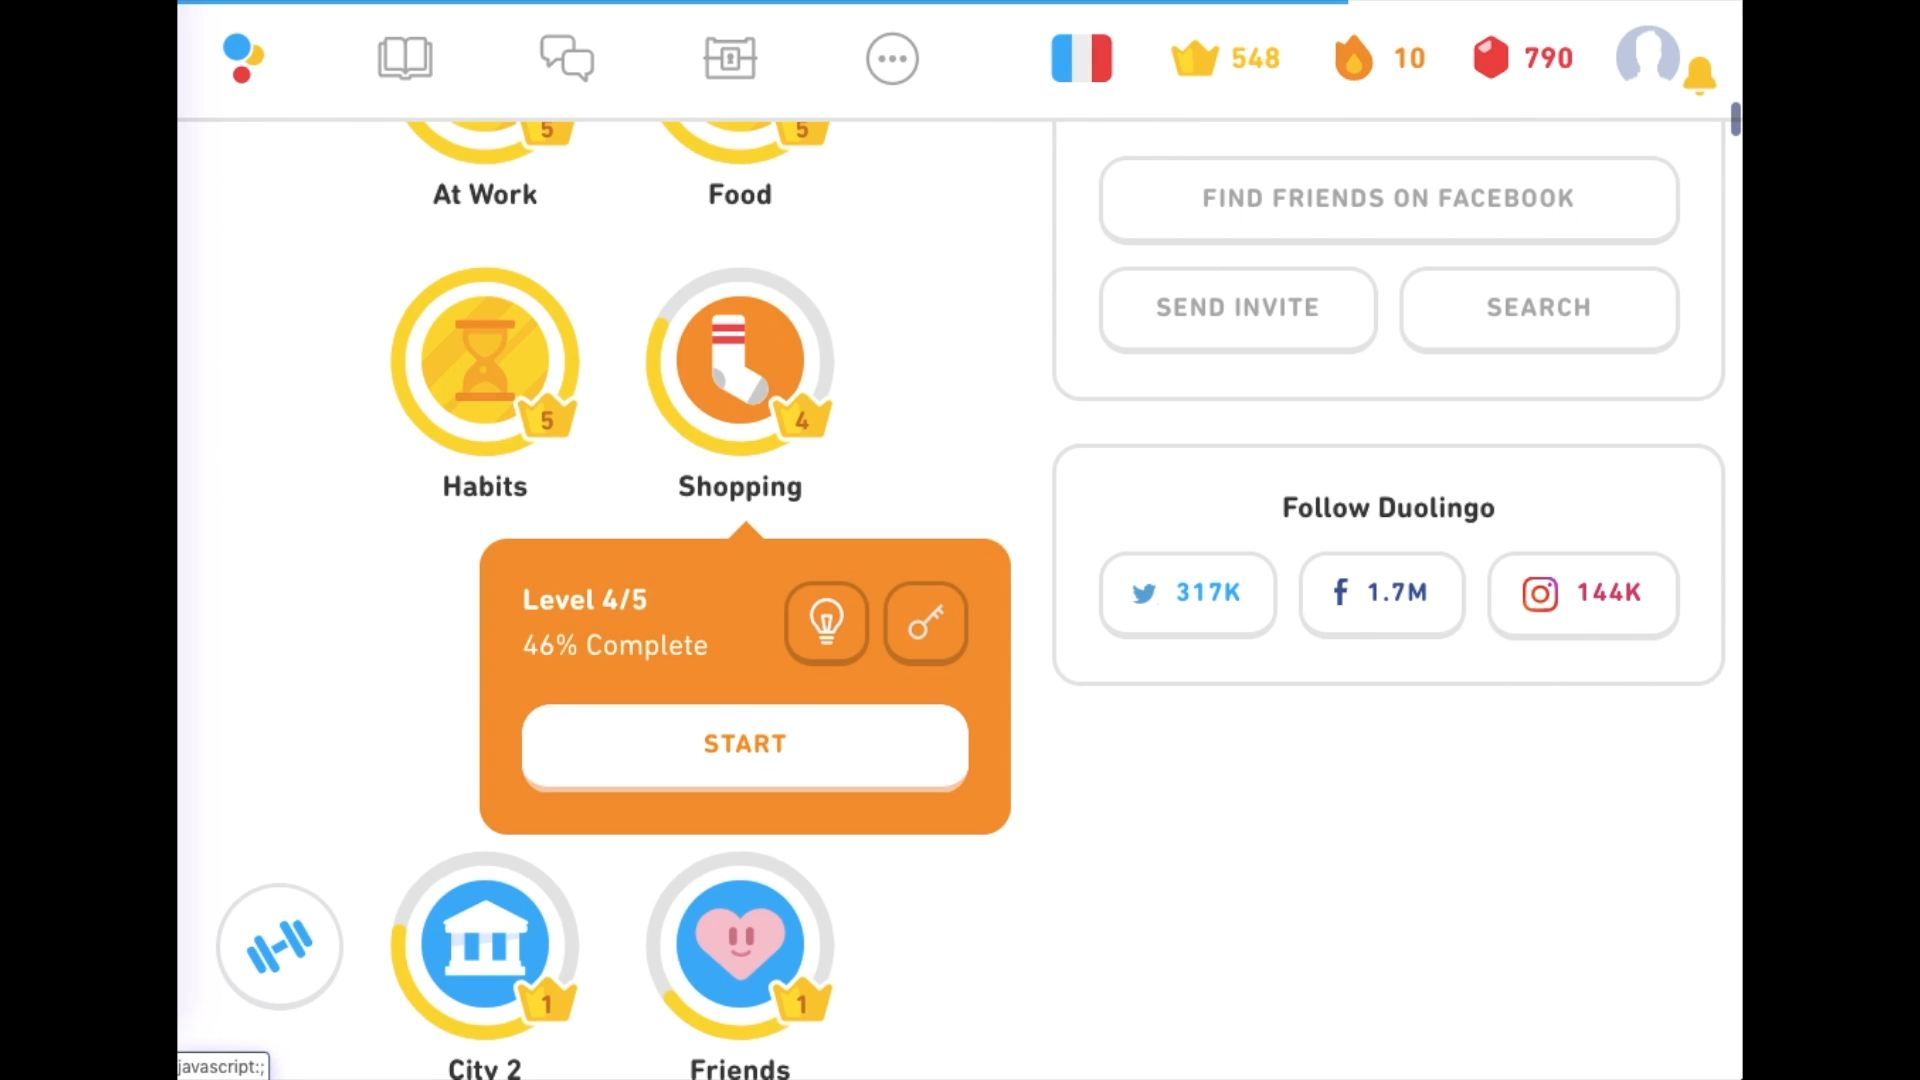 548
10
790
5
5
At Work
Food
FIND FRIENDS ON FACEBOOK
SEND INVITE
SEARCH
5
4
Habits
Shopping
Follow Duolingo
317K
1.7M
144K
Level 4/5
46% Complete
START
1
1
City 2
Friends
javascript:;